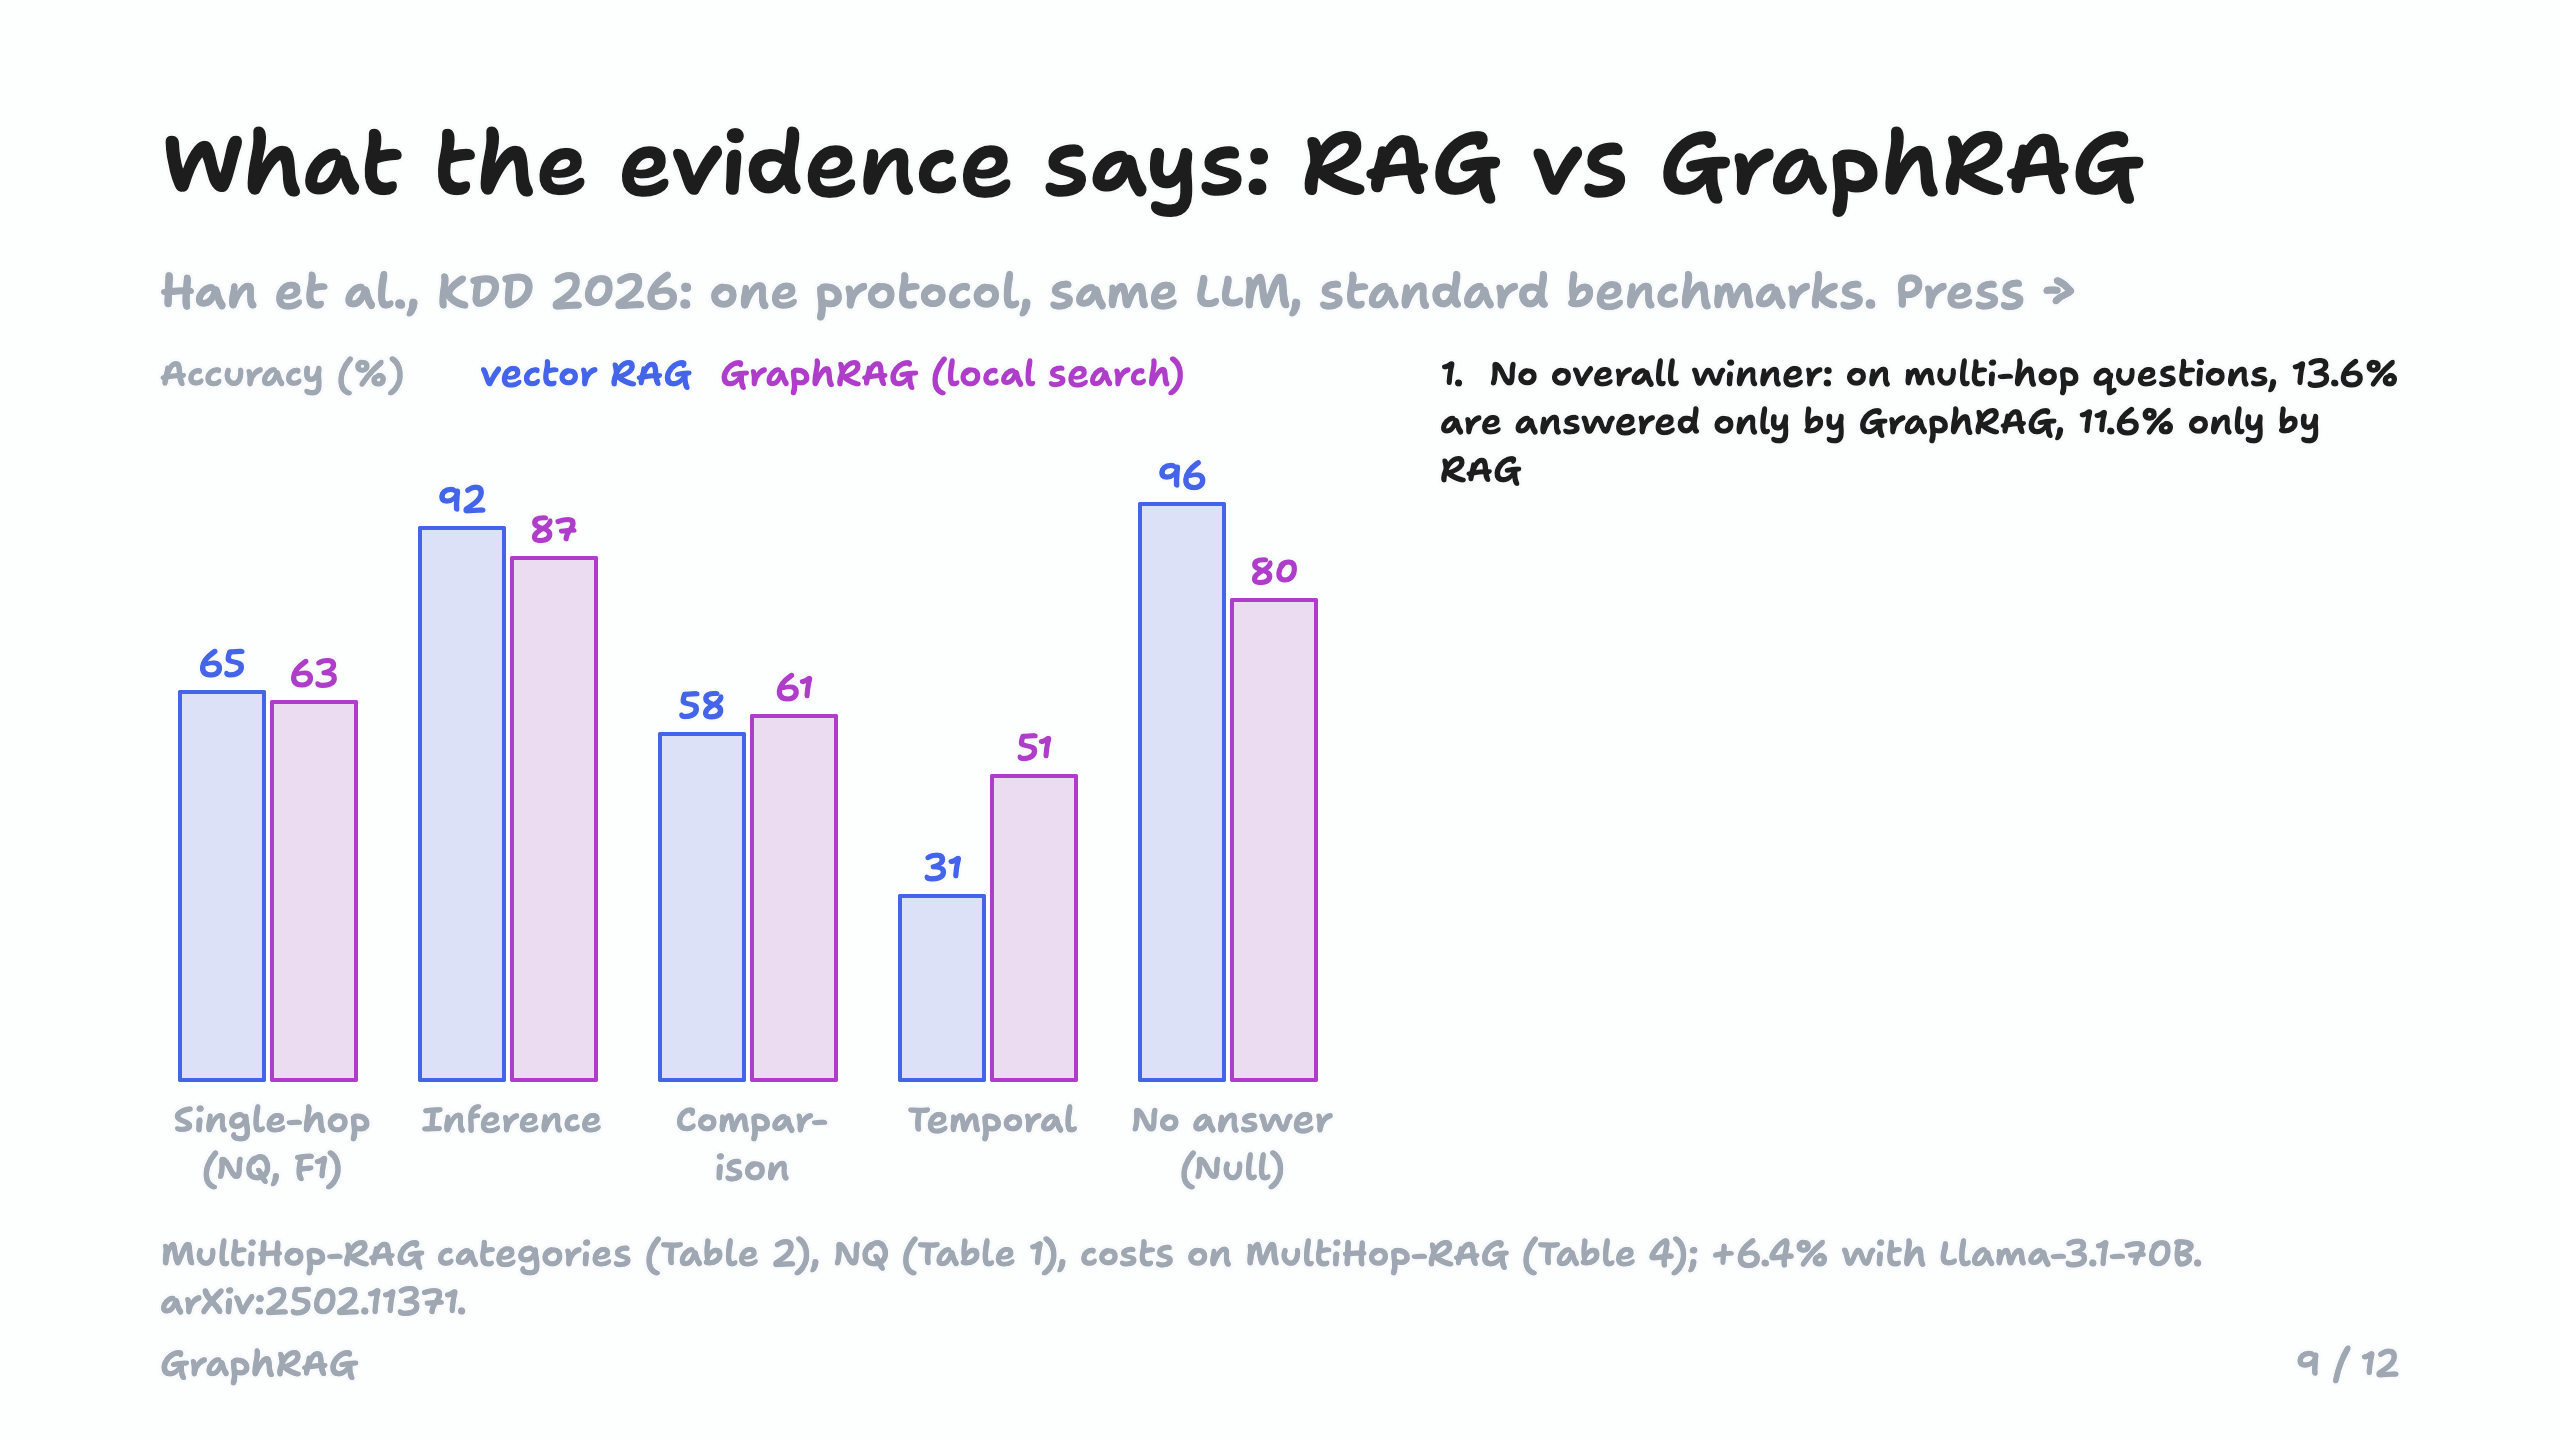 What the evidence says: RAG vs GraphRAG
Han et al., KDD 2026: one protocol, same LLM, standard benchmarks. Press →
Accuracy (%) vector RAG GraphRAG (local search)
1. No overall winner: on multi-hop questions, 13.6%
are answered only by GraphRAG, 11.6% only by
RAG
65 63
92 87
58 61
31 51
96 80
Single-hop
(NQ, F1)
Inference
Compar-
ison
Temporal
No answer
(Null)
MultiHop-RAG categories (Table 2), NQ (Table 1), costs on MultiHop-RAG (Table 4); +6.4% with Llama-3.1-70B.
arXiv:2502.11371.
GraphRAG
9 / 12